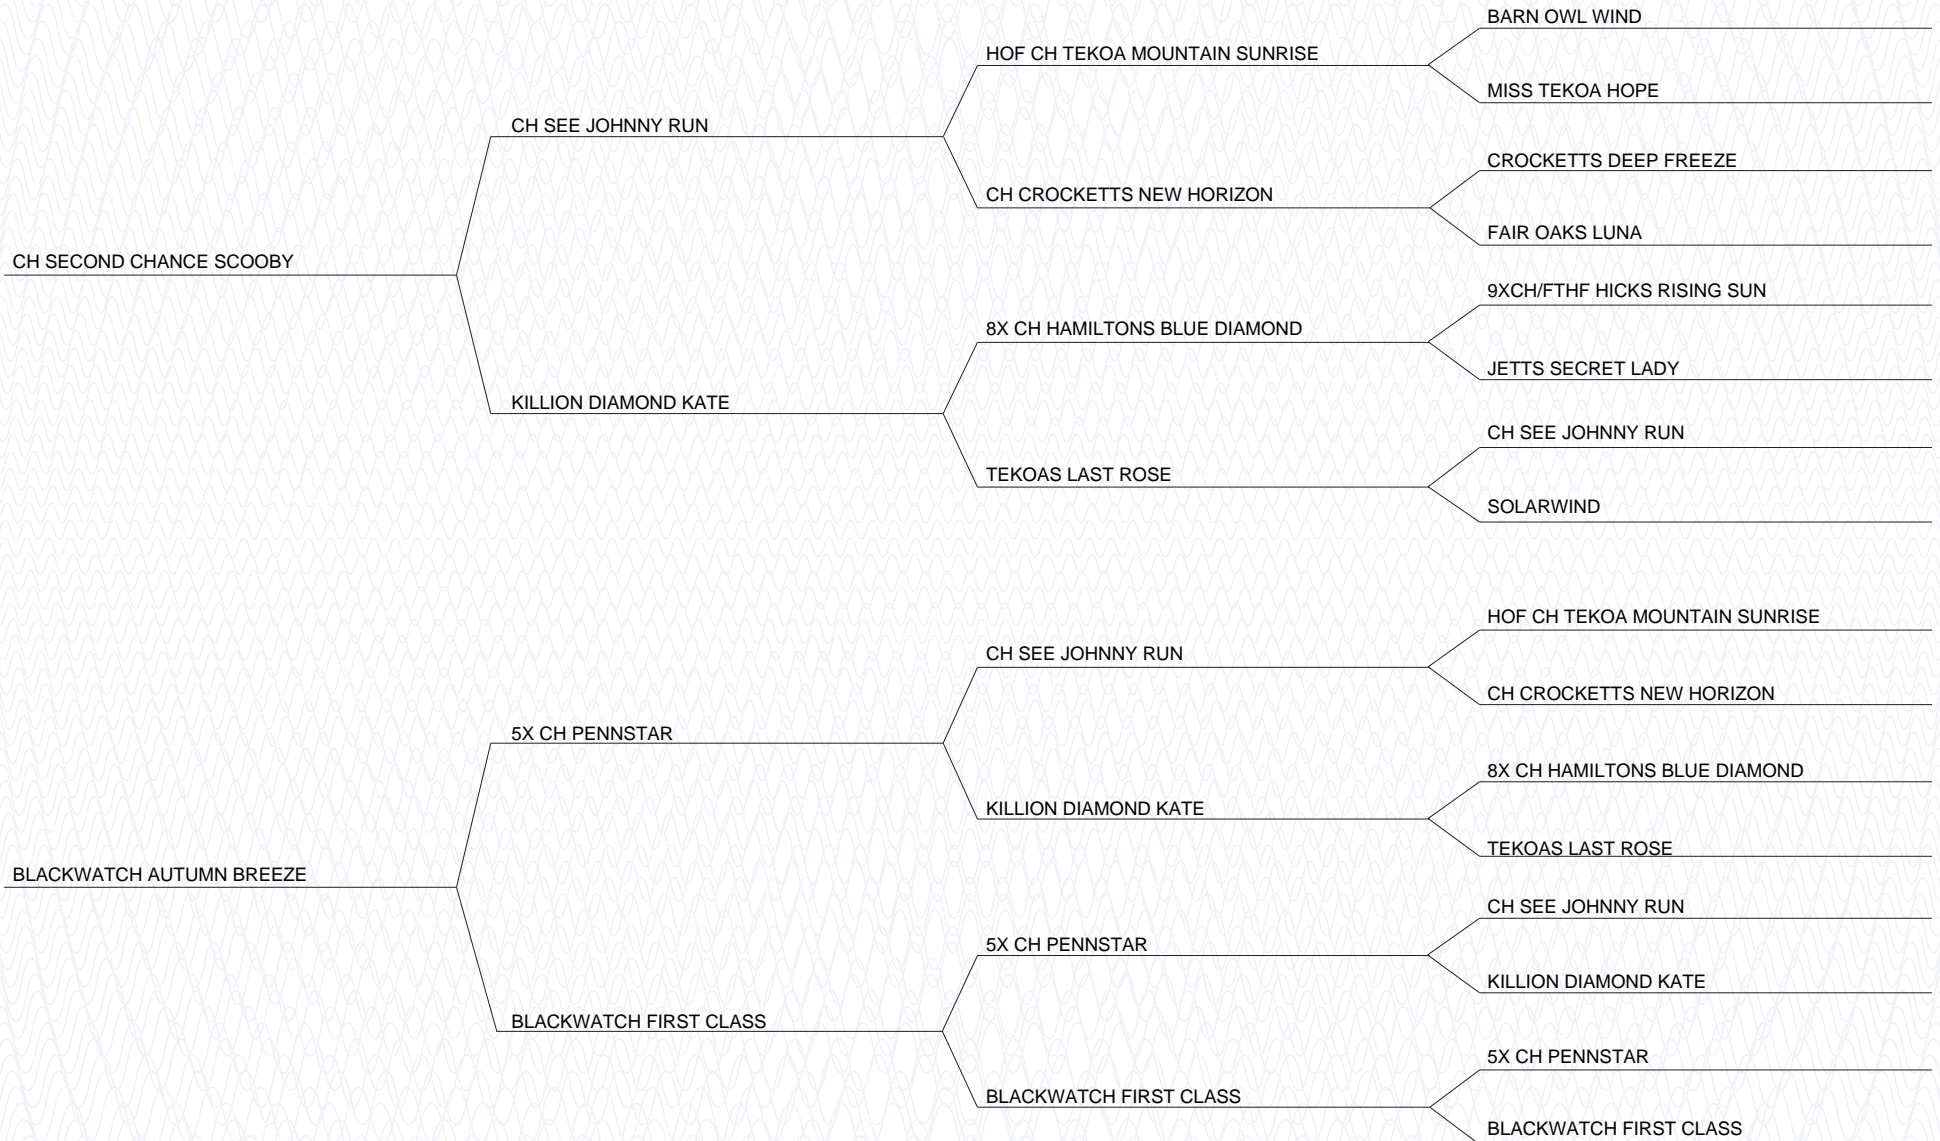 BARN OWL WIND
HOF CH TEKOA MOUNTAIN SUNRISE
MISS TEKOA HOPE
CH SEE JOHNNY RUN
CROCKETTS DEEP FREEZE
CH CROCKETTS NEW HORIZON
FAIR OAKS LUNA
CH SECOND CHANCE SCOOBY
9XCH/FTHF HICKS RISING SUN
8X CH HAMILTONS BLUE DIAMOND
JETTS SECRET LADY
KILLION DIAMOND KATE
CH SEE JOHNNY RUN
TEKOAS LAST ROSE
SOLARWIND
HOF CH TEKOA MOUNTAIN SUNRISE
CH SEE JOHNNY RUN
CH CROCKETTS NEW HORIZON
5X CH PENNSTAR
8X CH HAMILTONS BLUE DIAMOND
KILLION DIAMOND KATE
TEKOAS LAST ROSE
BLACKWATCH AUTUMN BREEZE
CH SEE JOHNNY RUN
5X CH PENNSTAR
KILLION DIAMOND KATE
BLACKWATCH FIRST CLASS
5X CH PENNSTAR
BLACKWATCH FIRST CLASS
BLACKWATCH FIRST CLASS